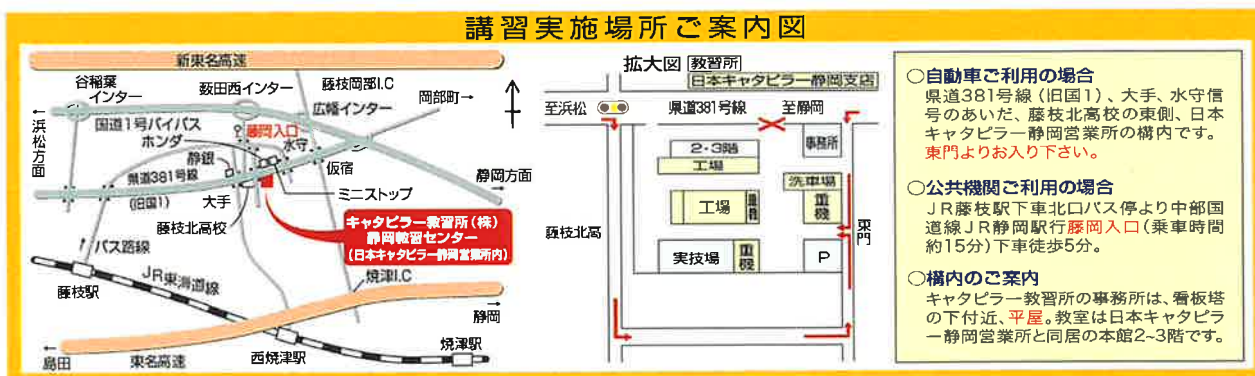 講習実施場所ご案内図
新東名高速
谷稲葉
インター
薮田西インター
藤枝岡部I.C
広幡インター
岡部町
←浜松方面
国道1号バイパス
藤岡入口
ホンダ
水守
静銀
県道381号線
(旧国1)
仮宿
静岡方面
大手
ミニストップ
藤枝北高校
キャタピラー教習所(株)
静岡教習センター
(日本キャタピラー静岡営業所内)
バス路線
JR東海道線
焼津I.C
藤枝駅
静岡
島田
東名高速
西焼津駅
焼津駅
拡大図
教習所
日本キャタピラー静岡支店
至浜松
県道381号線
至静岡
2・3階
工場
事務所
洗車場
工場
重機
重機
藤枝北高
東門
実技場
重機
P
○自動車ご利用の場合
県道381号線(旧国1)、大手、水守信
号のあいだ、藤枝北高校の東側、日本
キャタピラー静岡営業所の構内です。
東門よりお入り下さい。
○公共機関ご利用の場合
JR藤枝駅下車北口バス停より中部国
道線JR静岡駅行藤岡入口(乗車時間
約15分)下車徒歩5分。
○構内のご案内
キャタピラー教習所の事務所は、看板塔
の下付近、平屋。教室は日本キャタピラ
ー静岡営業所と同居の本館2~3階です。